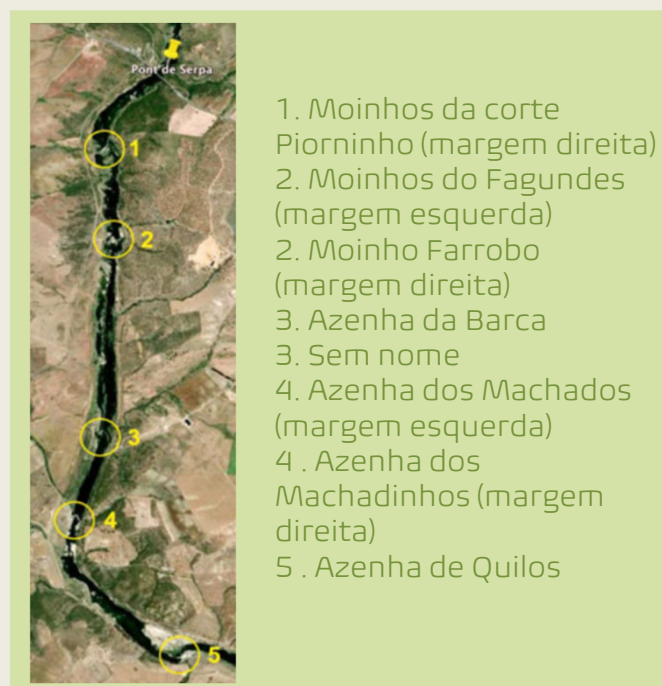 Pont de Serpa
1
2
3
4
5
1. Moinhos da corte
Piorninho (margem direita)
2. Moinhos do Fagundes
(margem esquerda)
2. Moinho Farrobo
(margem direita)
3. Azenha da Barca
3. Sem nome
4. Azenha dos Machados
(margem esquerda)
4 . Azenha dos
Machadinhos (margem
direita)
5 . Azenha de Quilos